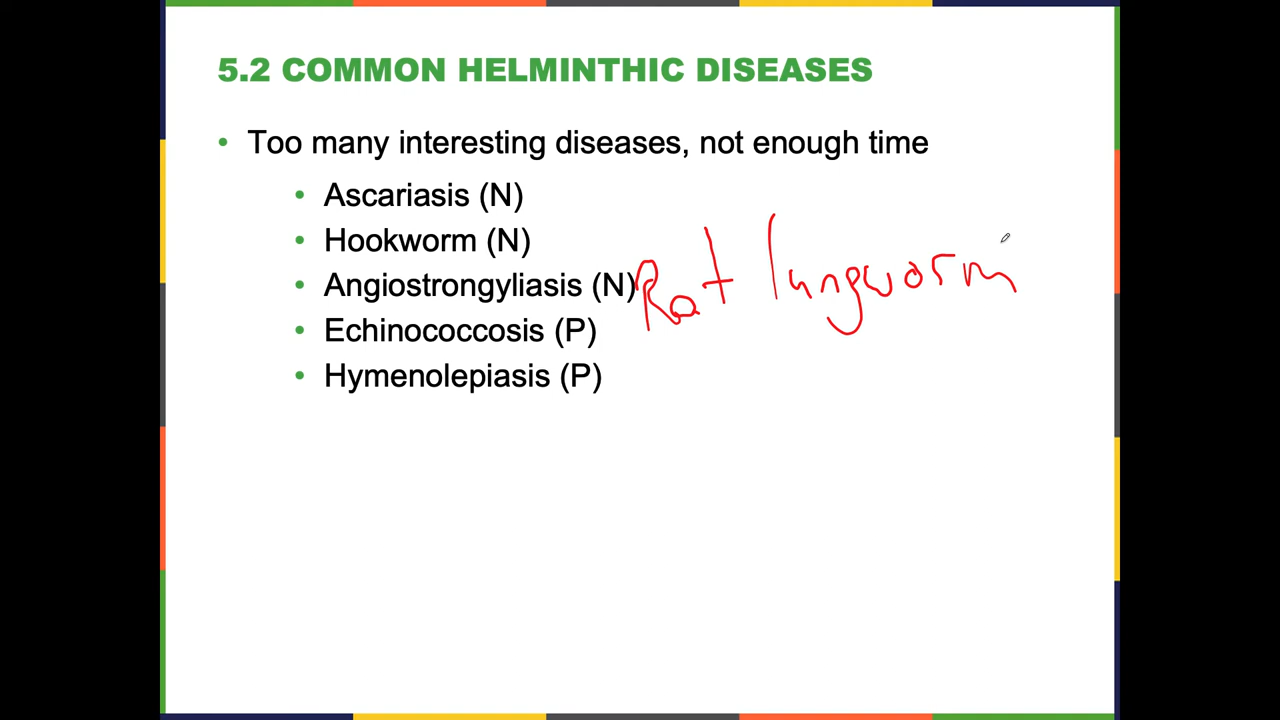 5.2 COMMON HELMINTHIC DISEASES
• Too many interesting diseases, not enough time
• Ascariasis (N)
• Hookworm (N)
• Angiostrongyliasis (N) Rat lungworm
• Echinococcosis (P)
• Hymenolepiasis (P)